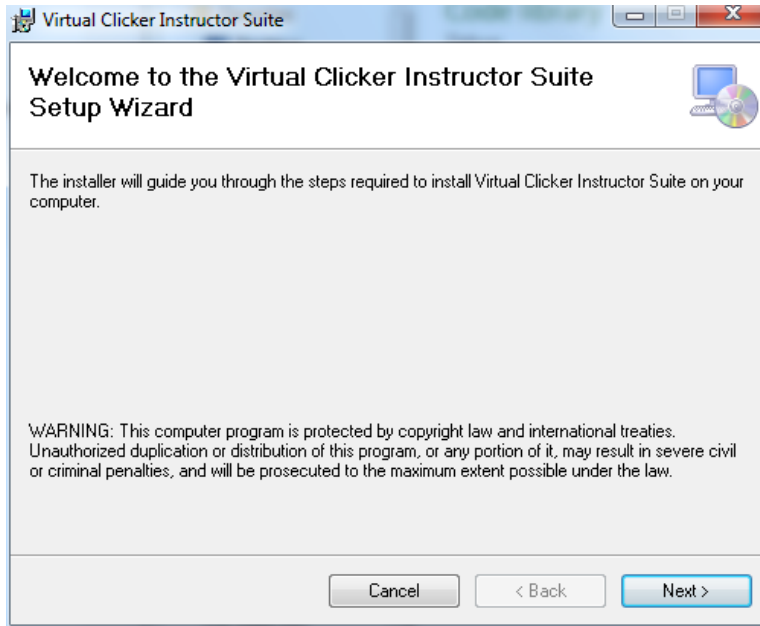 Virtual Clicker Instructor Suite
Welcome to the Virtual Clicker Instructor Suite
Setup Wizard
The installer will guide you through the steps required to install Virtual Clicker Instructor Suite on your
computer.
WARNING: This computer program is protected by copyright law and international treaties.
Unauthorized duplication or distribution of this program, or any portion of it, may result in severe civil
or criminal penalties, and will be prosecuted to the maximum extent possible under the law.
Cancel
< Back
Next >